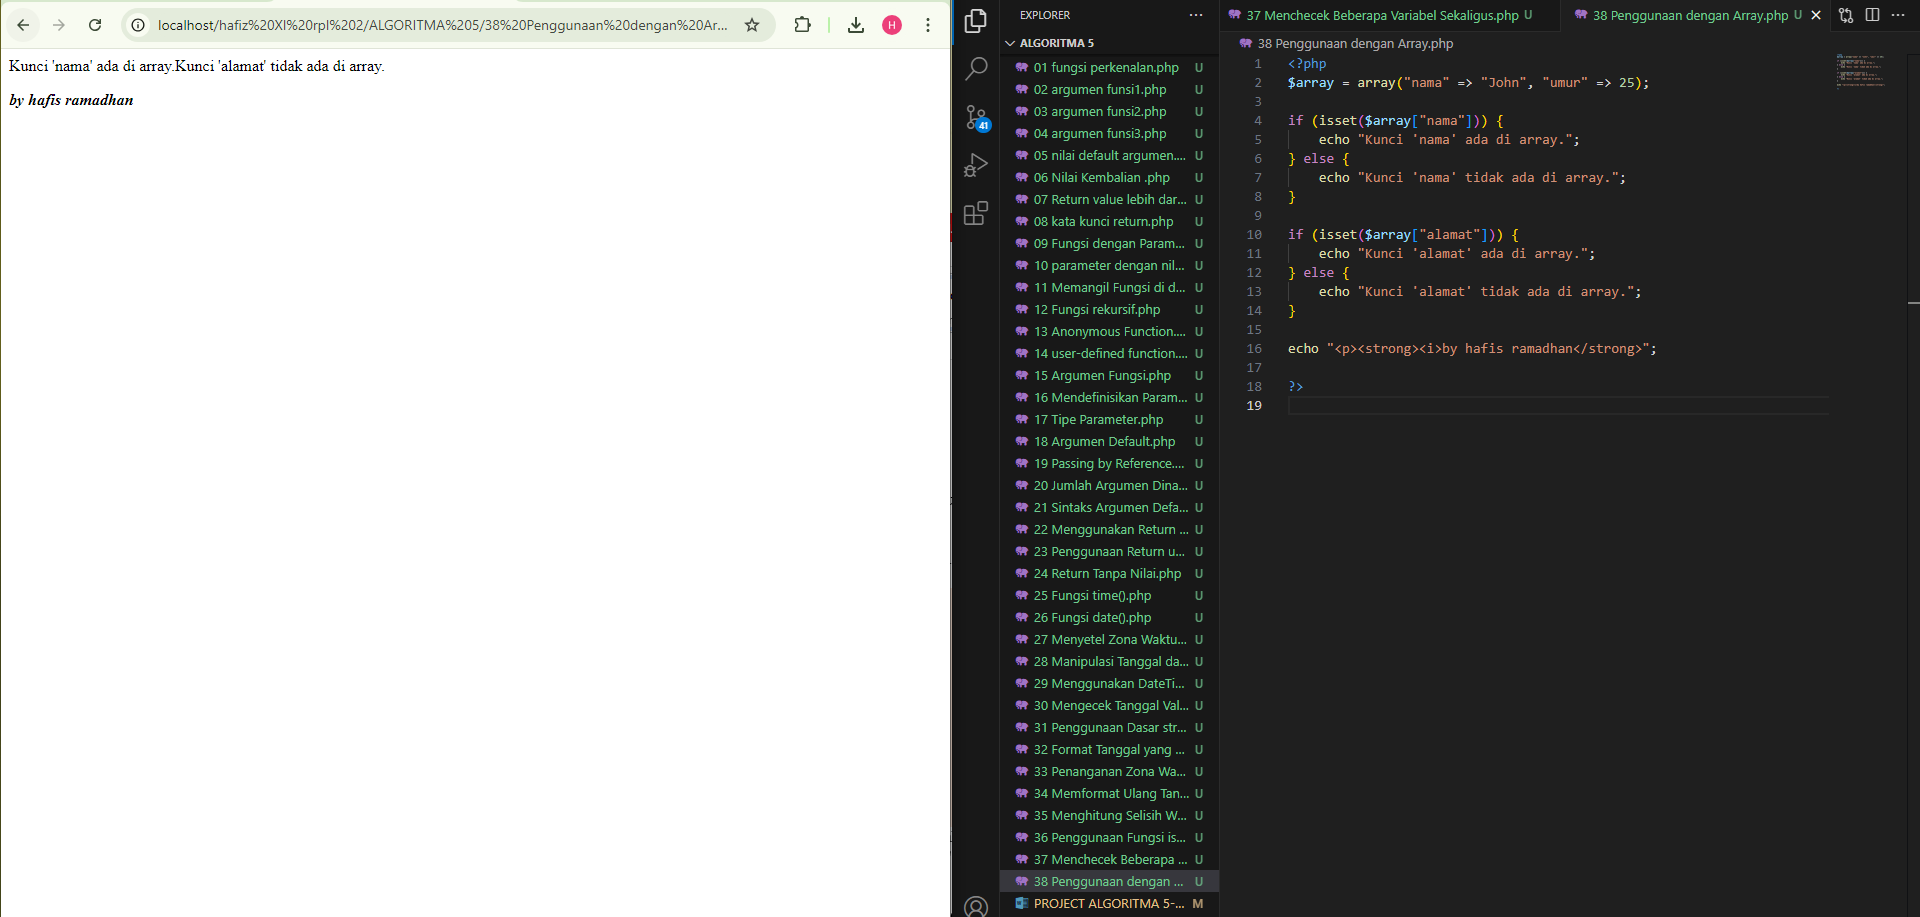 localhost/hafiz%20XI%20rpl%202/ALGORITMA%205/38%20Penggunaan%20dengan%20Ar...
H
Kunci 'nama' ada di array.Kunci 'alamat' tidak ada di array.
by hafis ramadhan
41
EXPLORER
ALGORITMA 5
01 fungsi perkenalan.php U
02 argumen funsi1.php U
03 argumen funsi2.php U
04 argumen funsi3.php U
05 nilai default argumen.... U
06 Nilai Kembalian .php U
07 Return value lebih dar... U
08 kata kunci return.php U
09 Fungsi dengan Param... U
10 parameter dengan nil... U
11 Memangil Fungsi di d... U
12 Fungsi rekursif.php U
13 Anonymous Function.... U
14 user-defined function.... U
15 Argumen Fungsi.php U
16 Mendefinisikan Param... U
17 Tipe Parameter.php U
18 Argumen Default.php U
19 Passing by Reference.... U
20 Jumlah Argumen Dina... U
21 Sintaks Argumen Defa... U
22 Menggunakan Return ... U
23 Penggunaan Return u... U
24 Return Tanpa Nilai.php U
25 Fungsi time().php U
26 Fungsi date().php U
27 Menyetel Zona Waktu... U
28 Manipulasi Tanggal da... U
29 Menggunakan DateTi... U
30 Mengecek Tanggal Val... U
31 Penggunaan Dasar str... U
32 Format Tanggal yang ... U
33 Penanganan Zona Wa... U
34 Memformat Ulang Tan... U
35 Menghitung Selisih W... U
36 Penggunaan Fungsi is... U
37 Menchecek Beberapa ... U
38 Penggunaan dengan ... U
PROJECT ALGORITMA 5-... M
37 Menchecek Beberapa Variabel Sekaligus.php U
38 Penggunaan dengan Array.php U
38 Penggunaan dengan Array.php
1 <?php
2 $array = array("nama" => "John", "umur" => 25);
3
4 if (isset($array["nama"])) {
5 echo "Kunci 'nama' ada di array.";
6 } else {
7 echo "Kunci 'nama' tidak ada di array.";
8 }
9
10 if (isset($array["alamat"])) {
11 echo "Kunci 'alamat' ada di array.";
12 } else {
13 echo "Kunci 'alamat' tidak ada di array.";
14 }
15
16 echo "<p><strong><i>by hafis ramadhan</strong>";
17
18 ?>
19